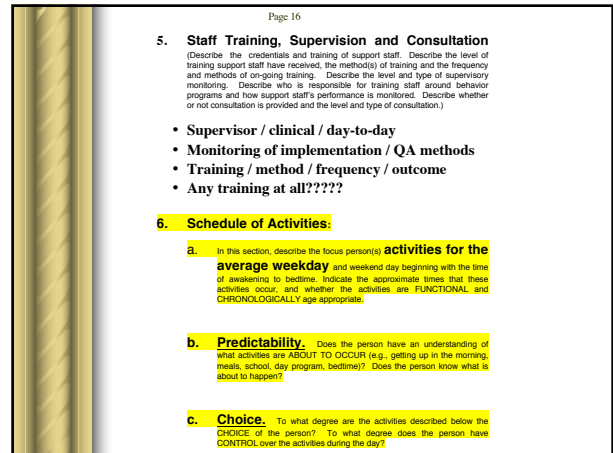 Page 16
5. Staff Training, Supervision and Consultation
(Describe the credentials and training of support staff. Describe the level of
training support staff have received, the method(s) of training and the frequency
and methods of on-going training. Describe the level and type of supervisory
monitoring. Describe who is responsible for training staff around behavior
programs and how support staff's performance is monitored. Describe whether
or not consultation is provided and the level and type of consultation.)
• Supervisor / clinical / day-to-day
• Monitoring of implementation / QA methods
• Training / method / frequency / outcome
• Any training at all?????
6. Schedule of Activities:
a. In this section, describe the focus person(s) activities for the
average weekday and weekend day beginning with the time
of awakening to bedtime. Indicate the approximate times that these
activities occur, and whether the activities are FUNCTIONAL and
CHRONOLOGICALLY age appropriate.
b. Predictability. Does the person have an understanding of
what activities are ABOUT TO OCCUR (e.g., getting up in the morning,
meals, school, day program, bedtime)? Does the person know what is
about to happen?
c. Choice. To what degree are the activities described below the
CHOICE of the person? To what degree does the person have
CONTROL over the activities during the day?